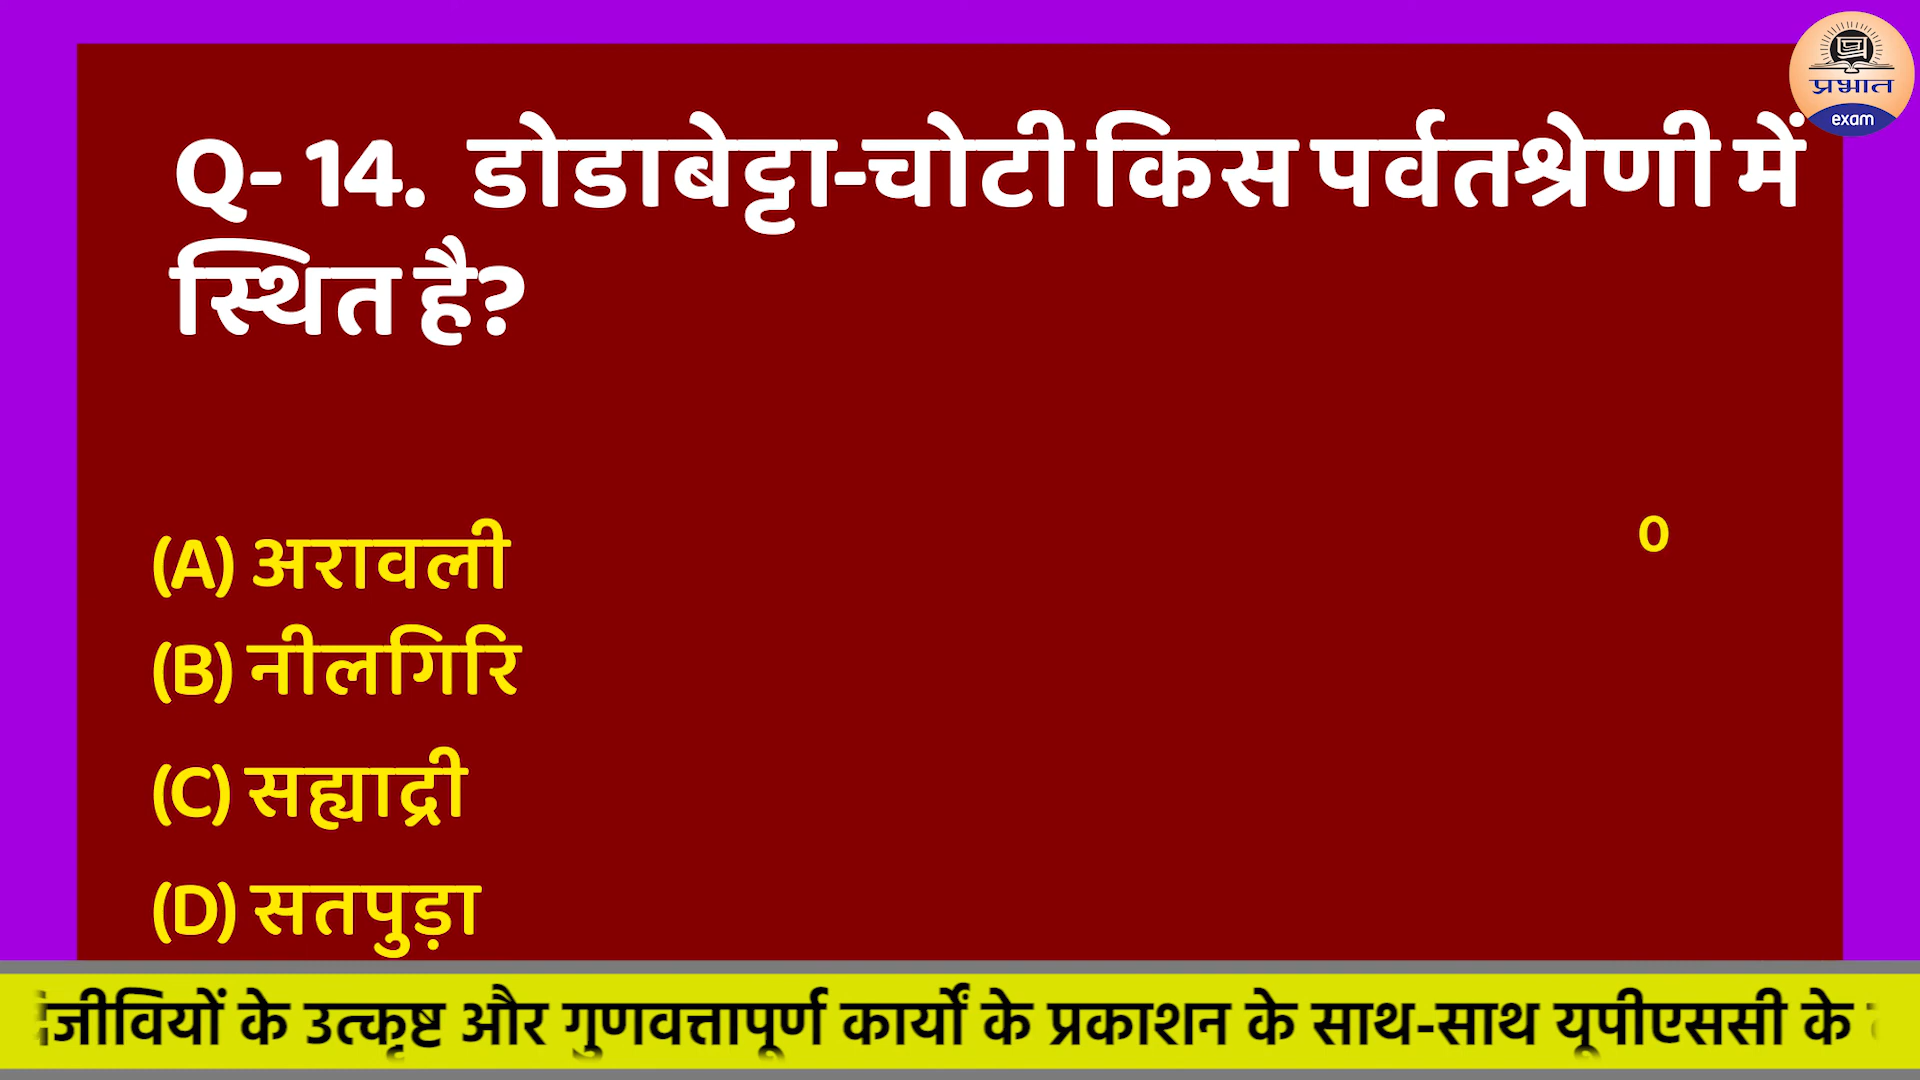 प्रभात
exam
Q- 14. डोडाबेट्टा-चोटी किस पर्वतश्रेणी में
स्थित है?
0
(A) अरावली
(B) नीलगिरि
(C) सह्याद्री
(D) सतपुड़ा
जीवियों के उत्कृष्ट और गुणवत्तापूर्ण कार्यों के प्रकाशन के साथ-साथ यूपीएससी के